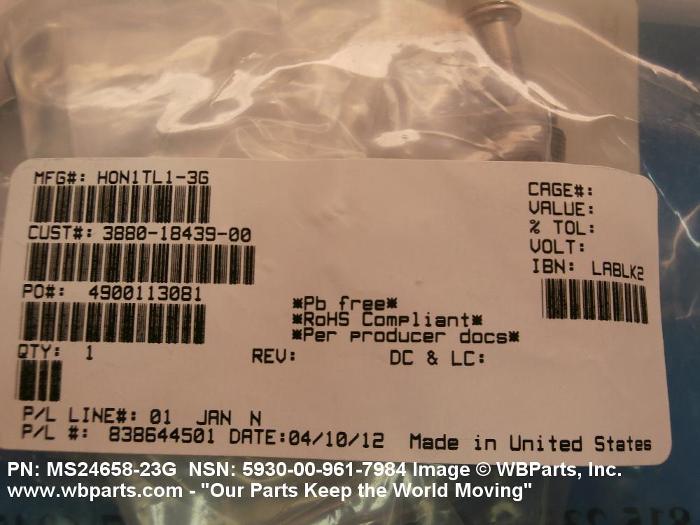 MFG#: HON1TL1-3G
CUST#: 3880-18439-00
PO#: 4900113081
QTY: 1
CAGE#:
VALUE:
% TOL:
VOLT:
IBN: LABLK2
*Pb free*
*RoHS Compliant*
*Per producer docs*
REV: DC & LC:
P/L LINE#: 01 JAN N
P/L #: 838644501 DATE:04/10/12 Made in United States
PN: MS24658-23G NSN: 5930-00-961-7984 Image © WBParts, Inc.
www.wbparts.com - "Our Parts Keep the World Moving"